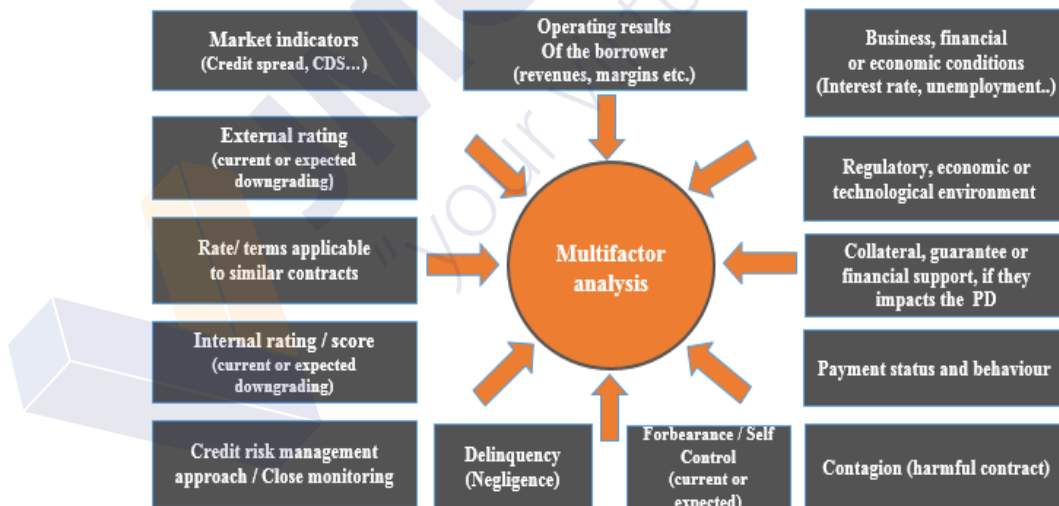 Market indicators
(Credit spread, CDS…)
Operating results
Of the borrower
(revenues, margins etc.)
Business, financial
or economic conditions
(Interest rate, unemployment..)
External rating
(current or expected
downgrading)
Regulatory, economic or
technological environment
Rate/ terms applicable
to similar contracts
Multifactor
analysis
Collateral, guarantee or
financial support, if they
impacts the PD
Internal rating / score
(current or expected
downgrading)
Payment status and behaviour
Credit risk management
approach / Close monitoring
Delinquency
(Negligence)
Forbearance / Self
Control
(current or
expected)
Contagion (harmful contract)
"your